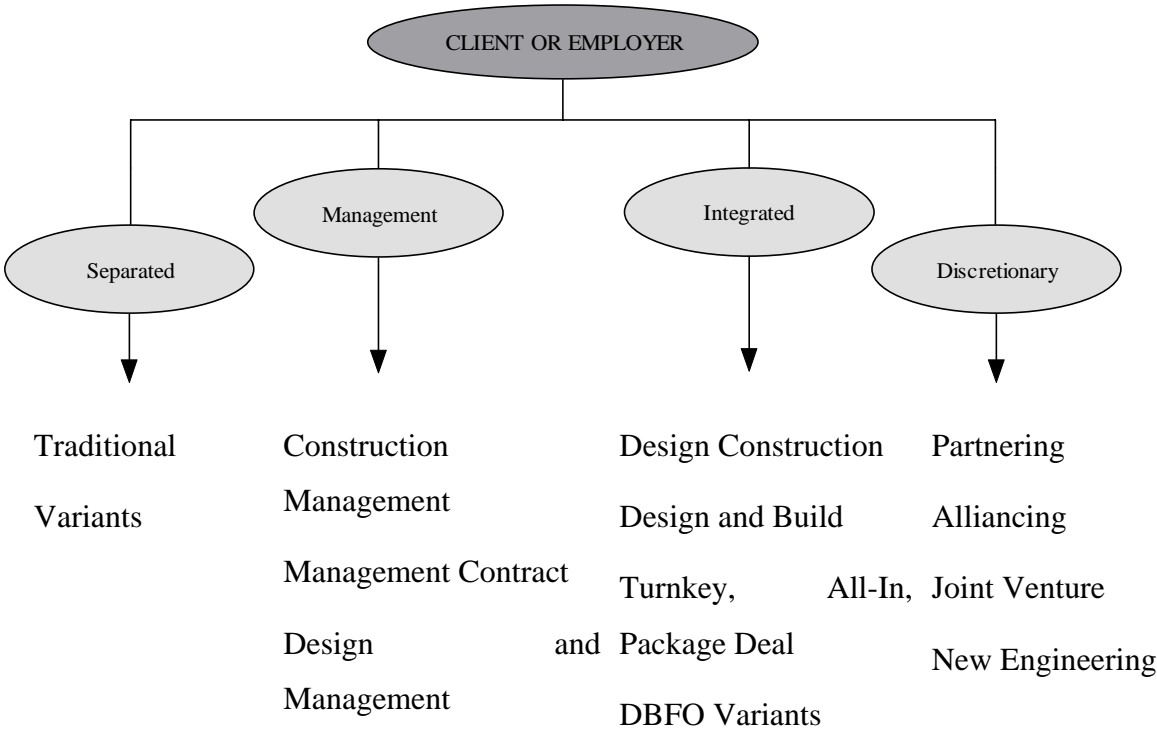 CLIENT OR EMPLOYER
Separated
Management
Integrated
Discretionary
Traditional
Variants
Construction
Management
Management Contract
Design and
Management
Design Construction
Design and Build
Turnkey, All-In,
Package Deal
DBFO Variants
Partnering
Alliancing
Joint Venture
New Engineering